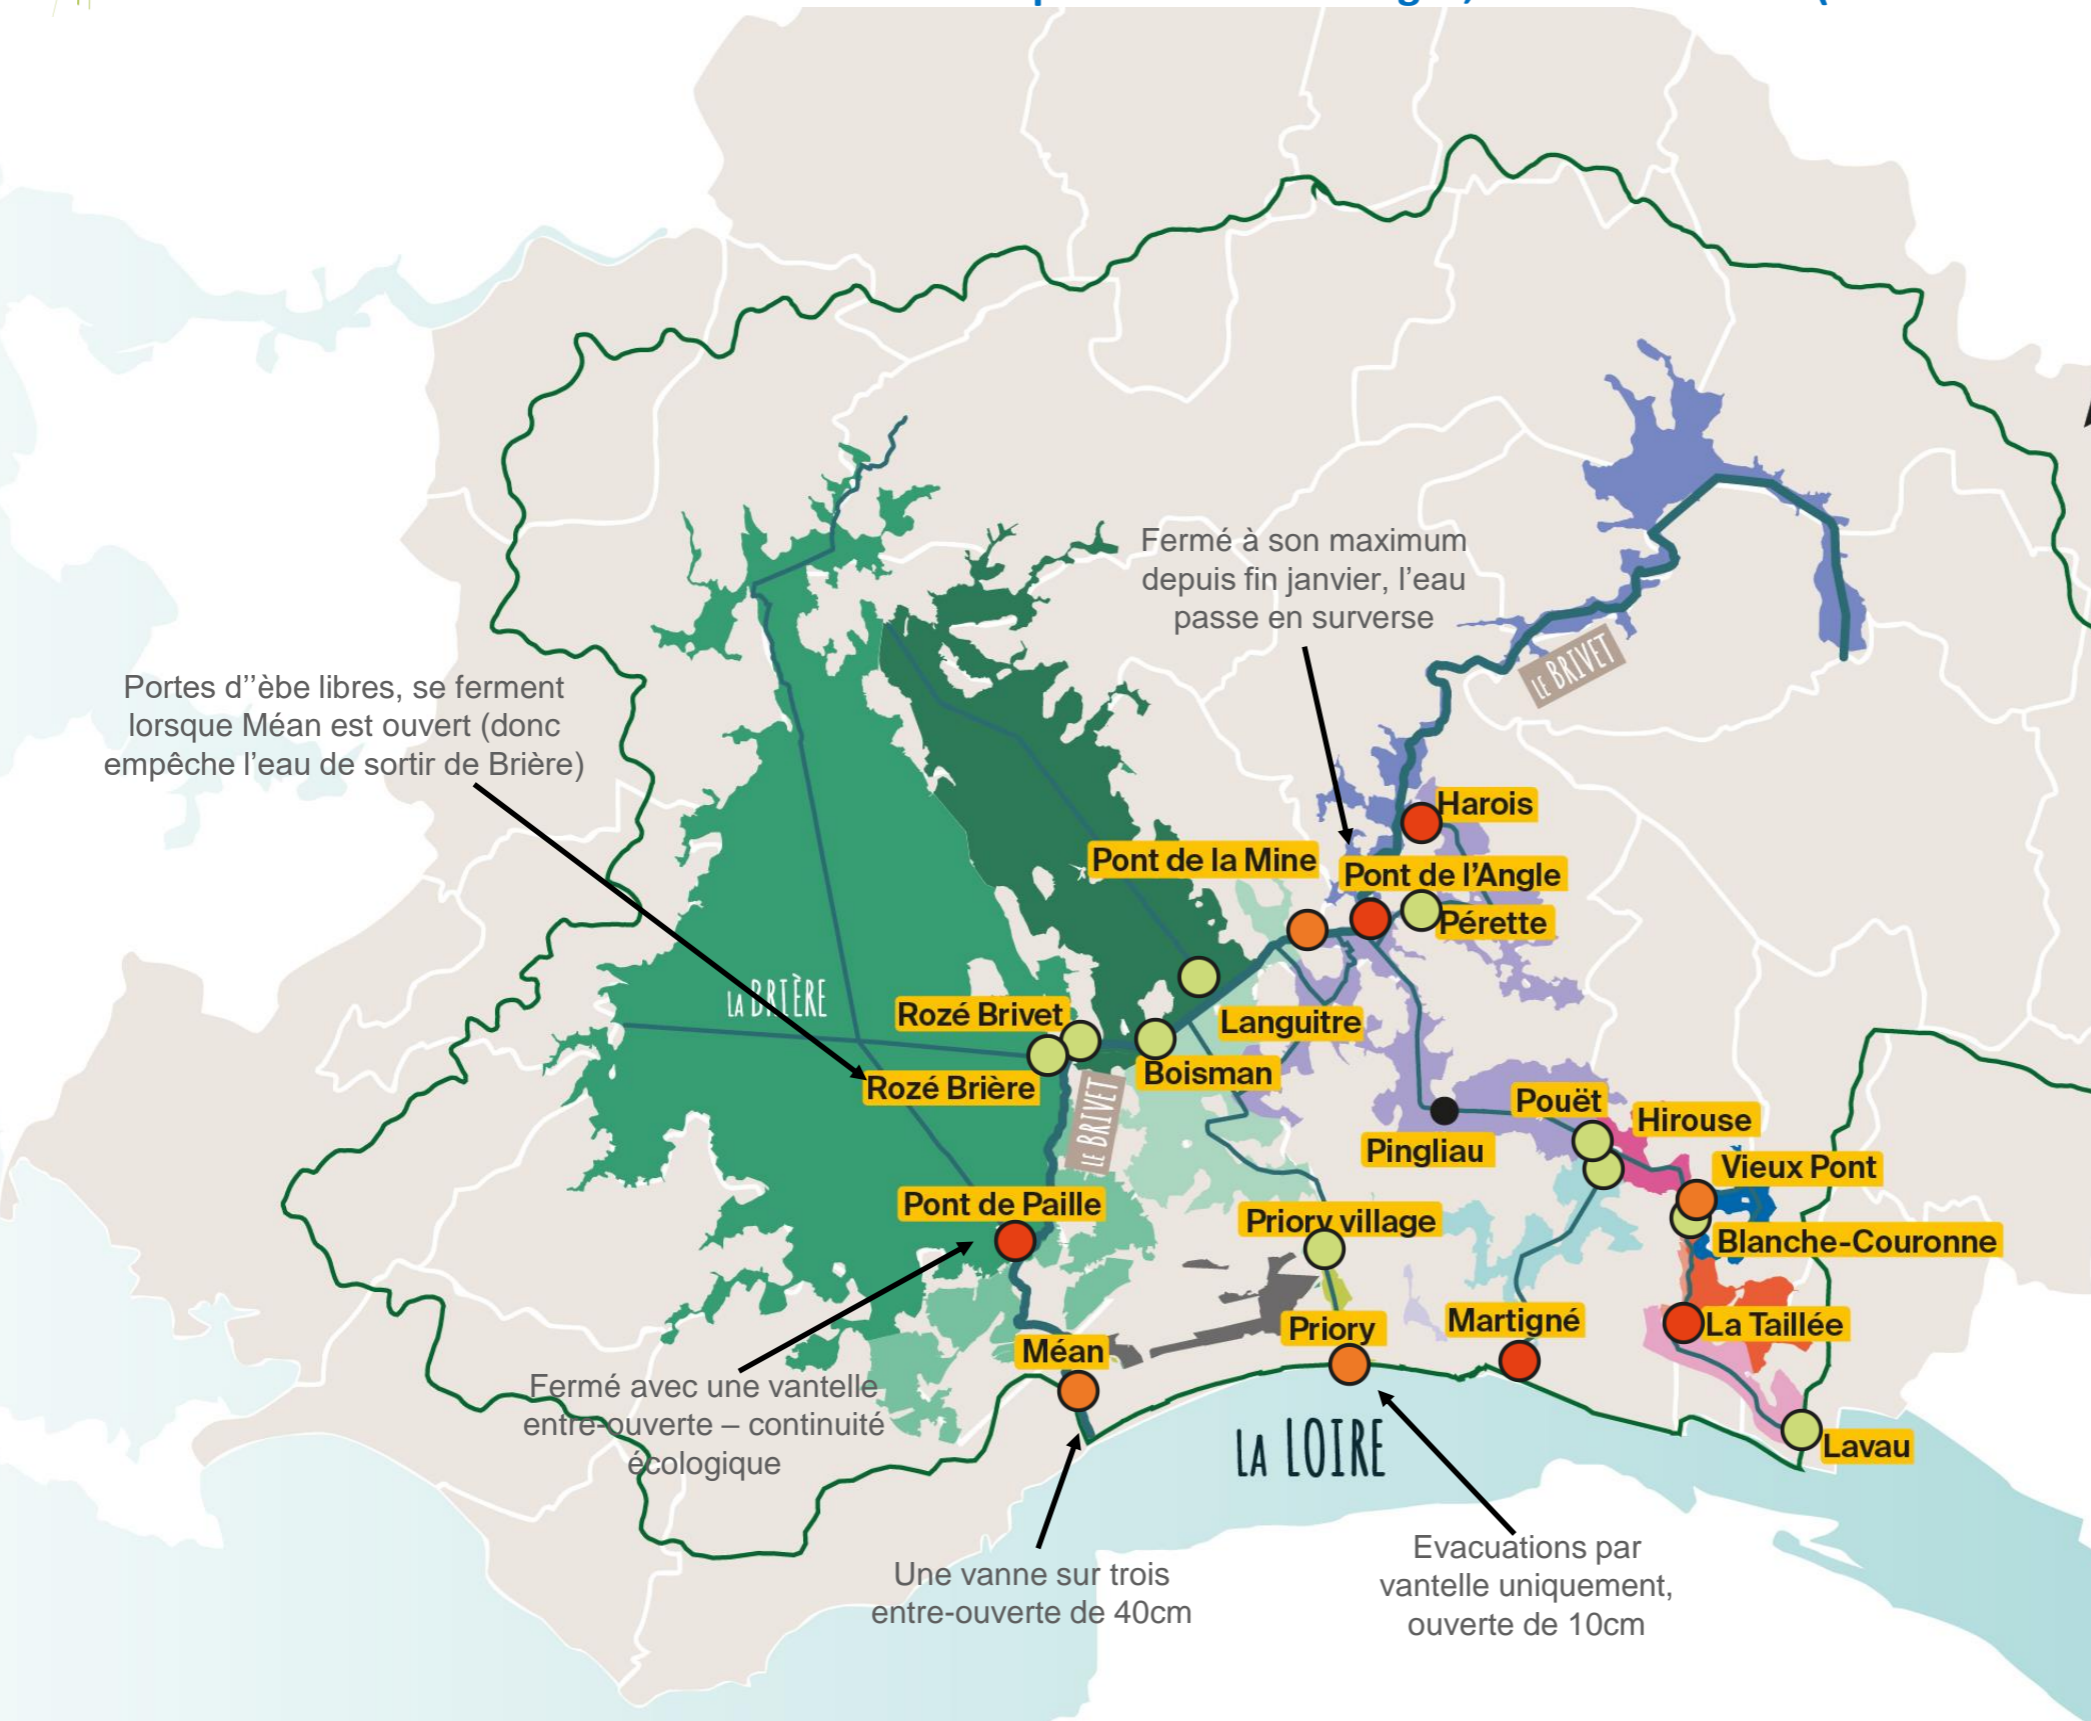 Fermé à son maximum
depuis fin janvier, l'eau
passe en surverse
LE BRIVET
Portes d''èbe libres, se ferment
lorsque Méan est ouvert (donc
empêche l'eau de sortir de Brière)
Harois
Pont de la Mine
Pont de l'Angle
Pérette
LA BRIÈRE
Rozé Brivet
Languitre
Rozé Brière
Boisman
LE BRIVET
Pouët
Hirouse
Pingliau
Vieux Pont
Pont de Paille
Priory village
Blanche-Couronne
Priory
Martigné
La Taillée
Méan
Fermé avec une vantelle
entre-ouverte – continuité
écologique
LA LOIRE
Lavau
Une vanne sur trois
entre-ouverte de 40cm
Evacuations par
vantelle uniquement,
ouverte de 10cm